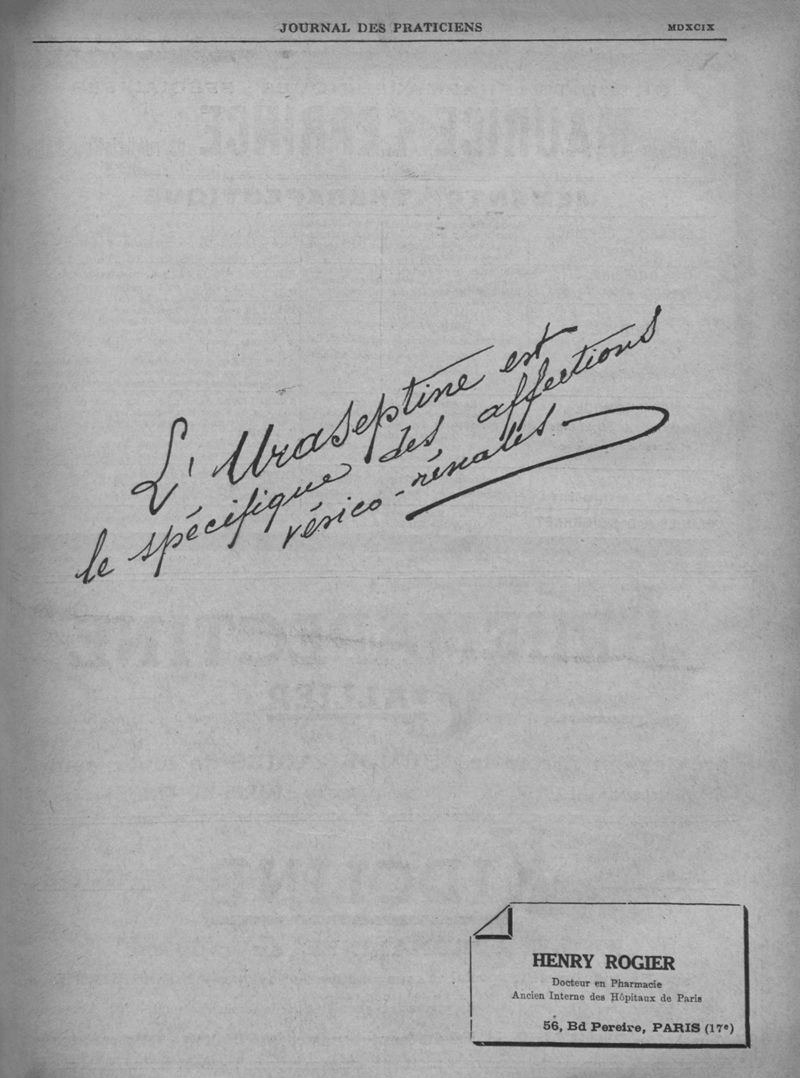 JOURNAL DES PRATICIENS
MDXCIX
L'Uraseptine est
le spécifique des affections
vésico-rénales.
HENRY ROGIER
Docteur en Pharmacie
Ancien Interne des Hôpitaux de Paris
56, Bd Pereire, PARIS (17e)